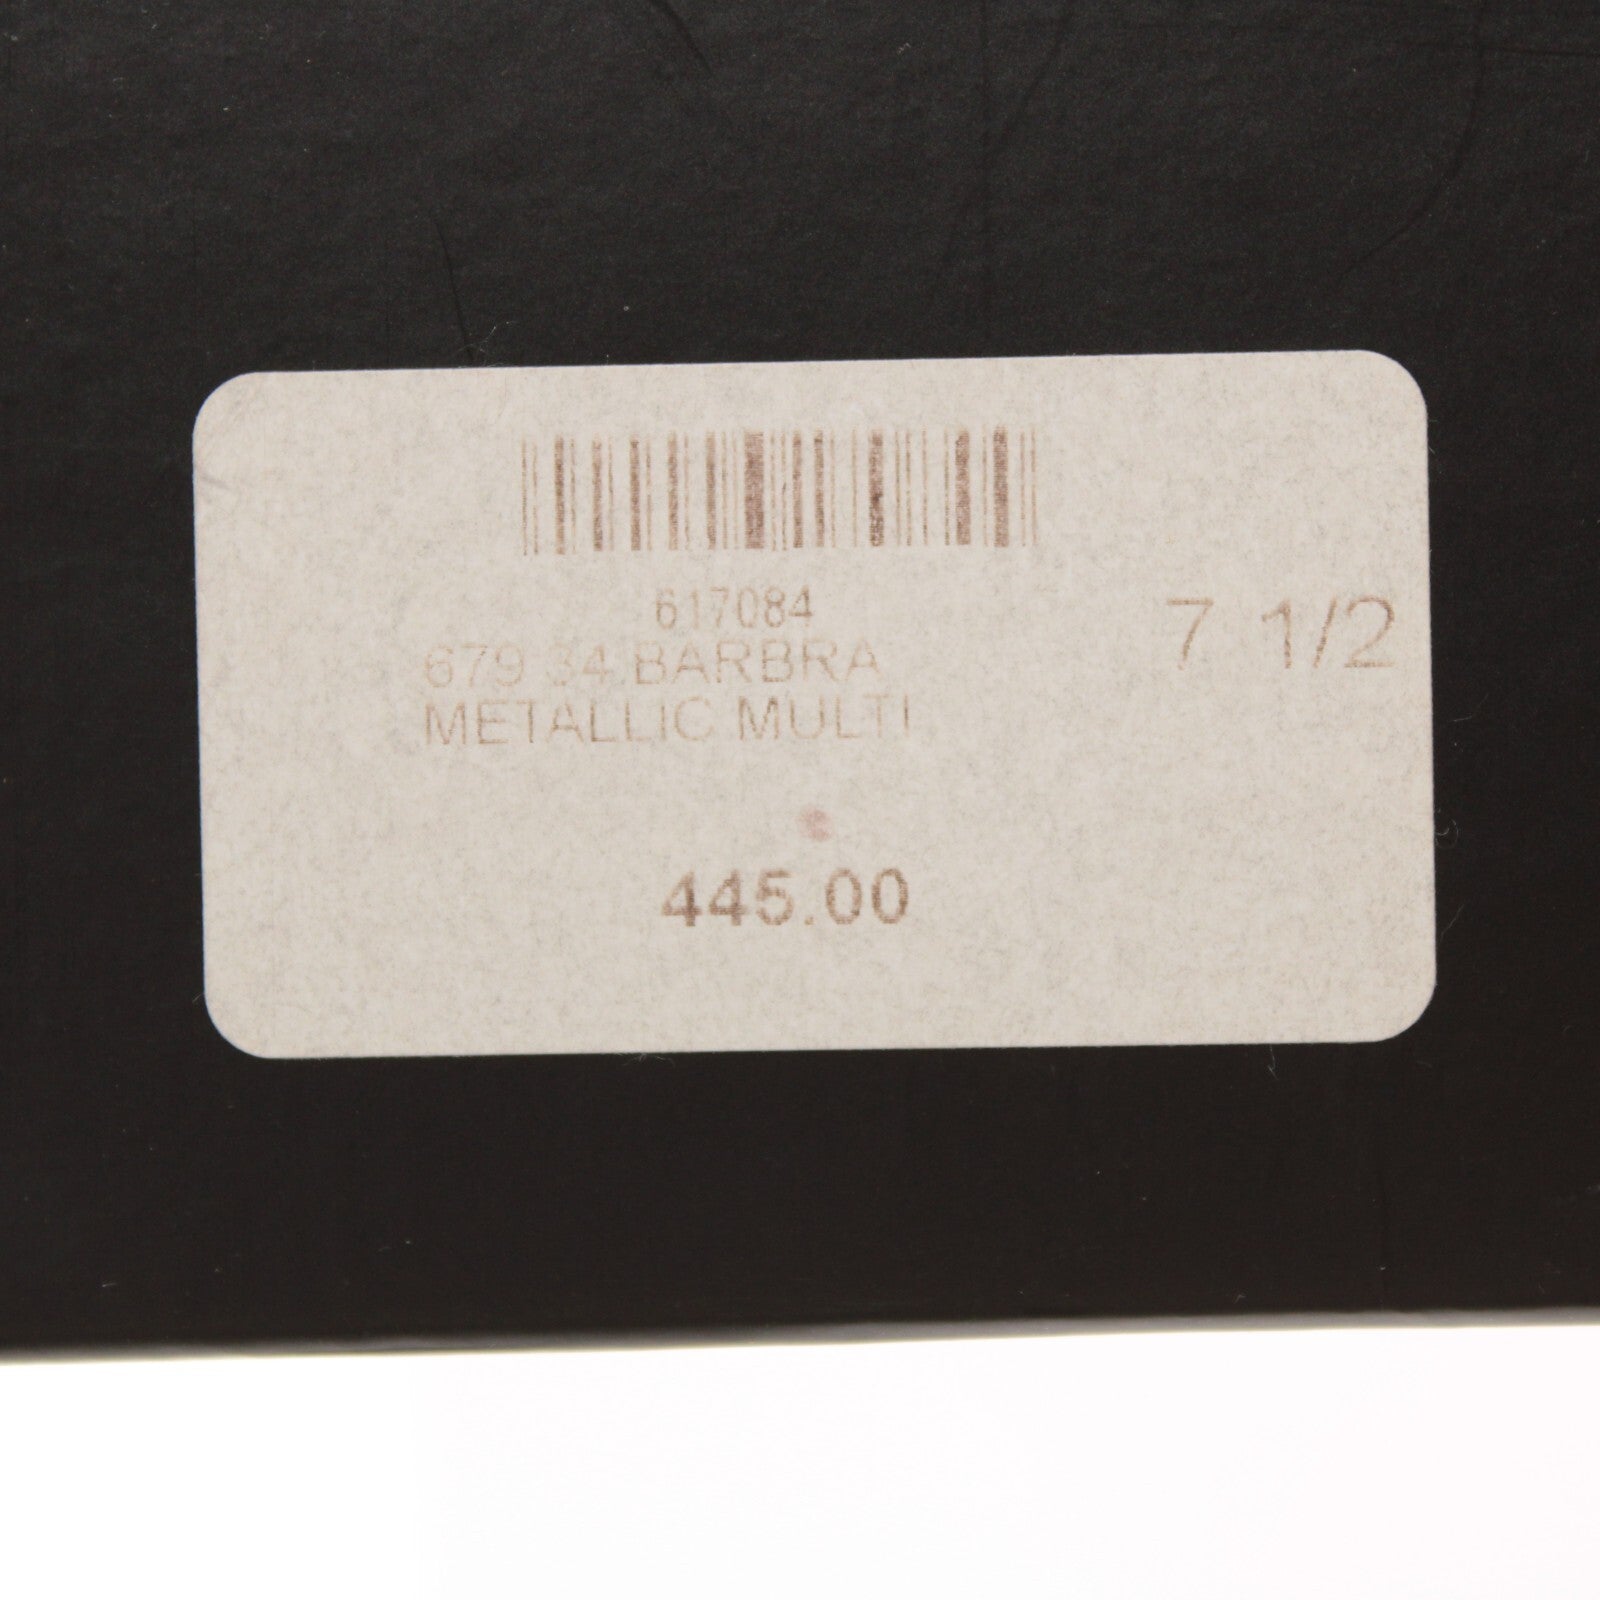 617084
679 34 BARBRA
7 1/2
METALLIC MULTI
445.00